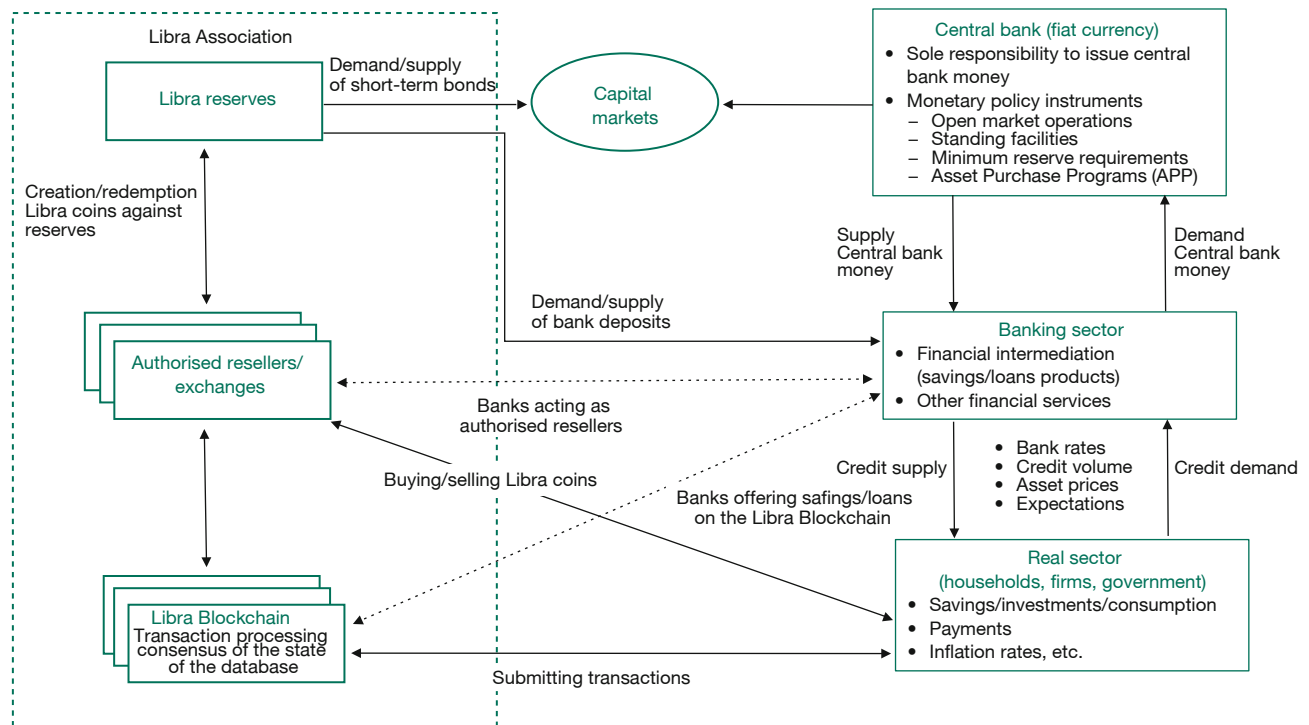 Libra Association
Libra reserves
Demand/supply
of short-term bonds
Capital
markets
Central bank (fiat currency)
• Sole responsibility to issue central
bank money
• Monetary policy instruments
– Open market operations
– Standing facilities
– Minimum reserve requirements
– Asset Purchase Programs (APP)
Creation/redemption
Libra coins against
reserves
Supply
Central bank
money
Demand
Central bank
money
Demand/supply
of bank deposits
Authorised resellers/
exchanges
Banking sector
• Financial intermediation
(savings/loans products)
• Other financial services
Banks acting as
authorised resellers
Buying/selling Libra coins
Banks offering safings/loans
on the Libra Blockchain
Credit supply
• Bank rates
• Credit volume
• Asset prices
• Expectations
Credit demand
Libra Blockchain
Transaction processing
consensus of the state
of the database
Real sector
(households, firms, government)
• Savings/investments/consumption
• Payments
• Inflation rates, etc.
Submitting transactions